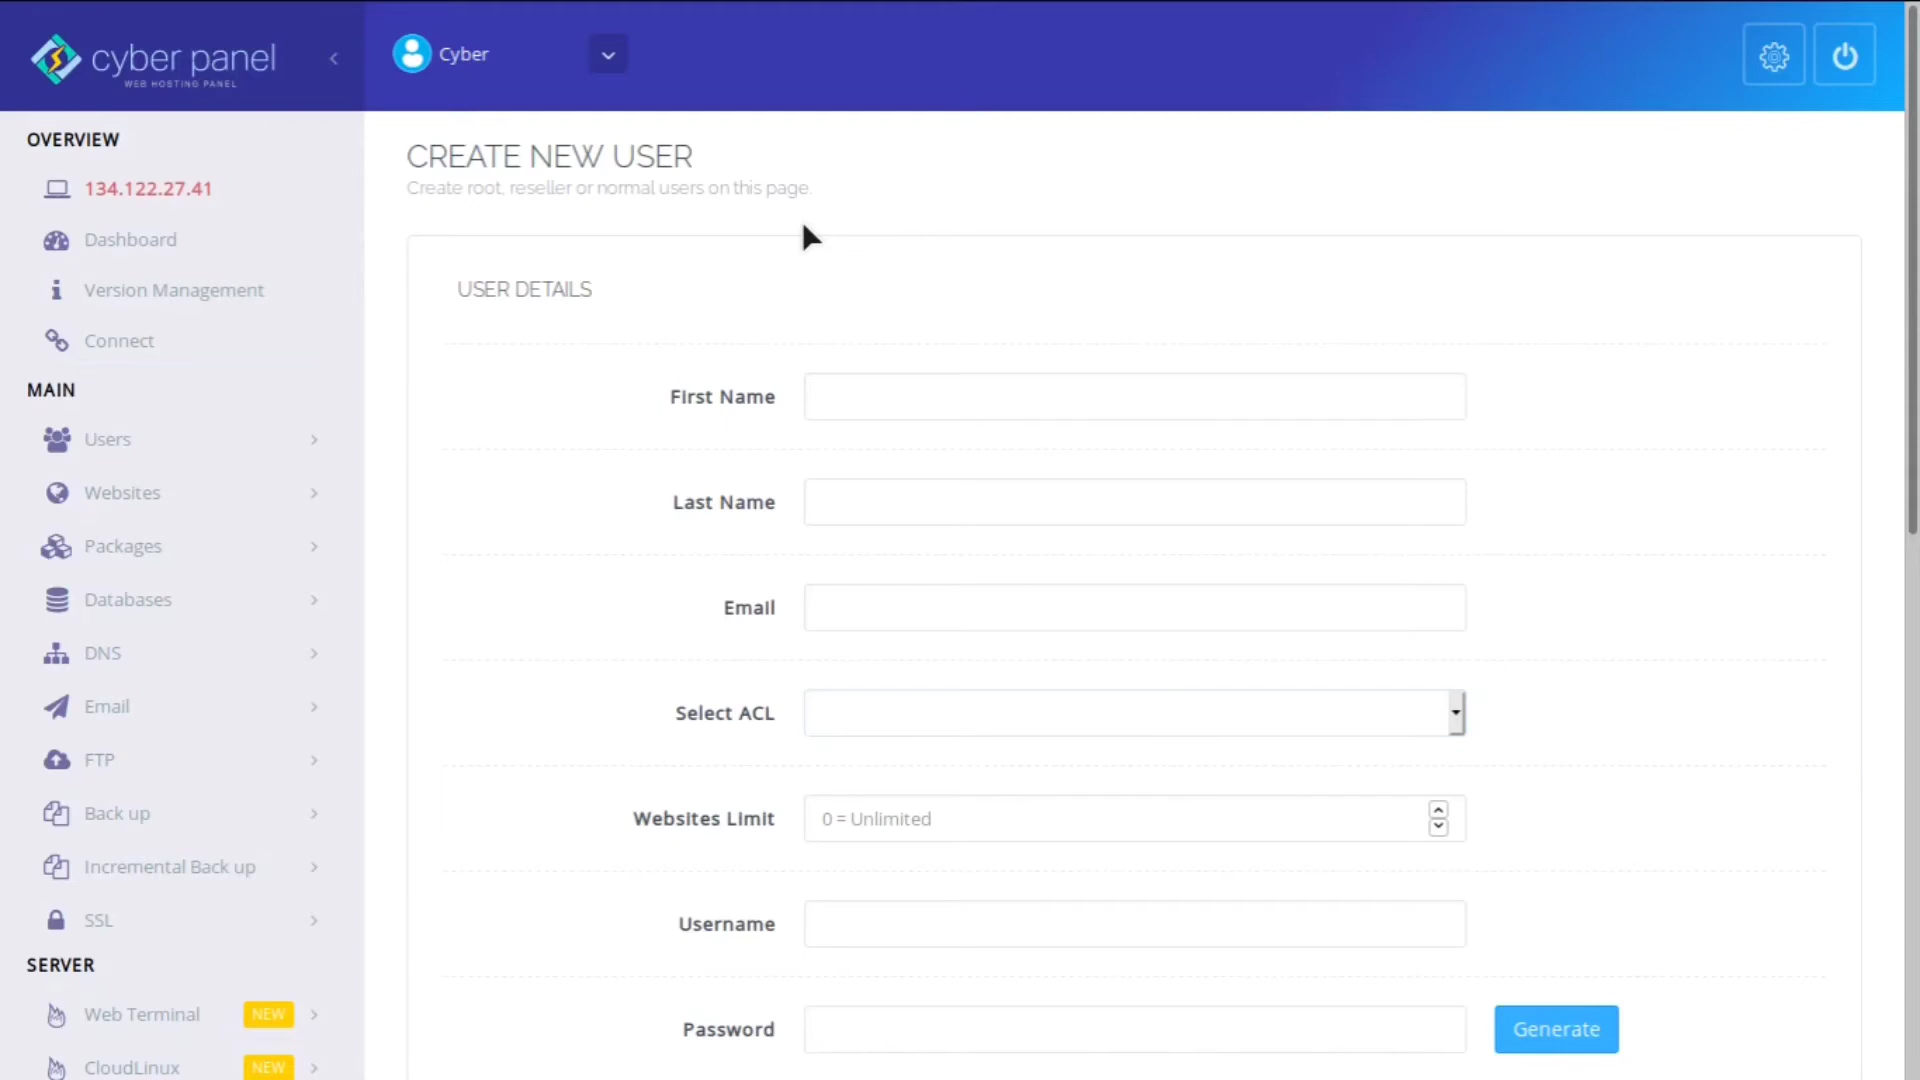 cyber panel
WEB HOSTING PANEL
Cyber
OVERVIEW
134.122.27.41
Dashboard
Version Management
Connect
MAIN
Users
Websites
Packages
Databases
DNS
Email
FTP
Back up
Incremental Back up
SSL
SERVER
Web Terminal NEW
CloudLinux NEW
CREATE NEW USER
Create root, reseller or normal users on this page.
USER DETAILS
First Name
Last Name
Email
Select ACL
Websites Limit 0 = Unlimited
Username
Password Generate